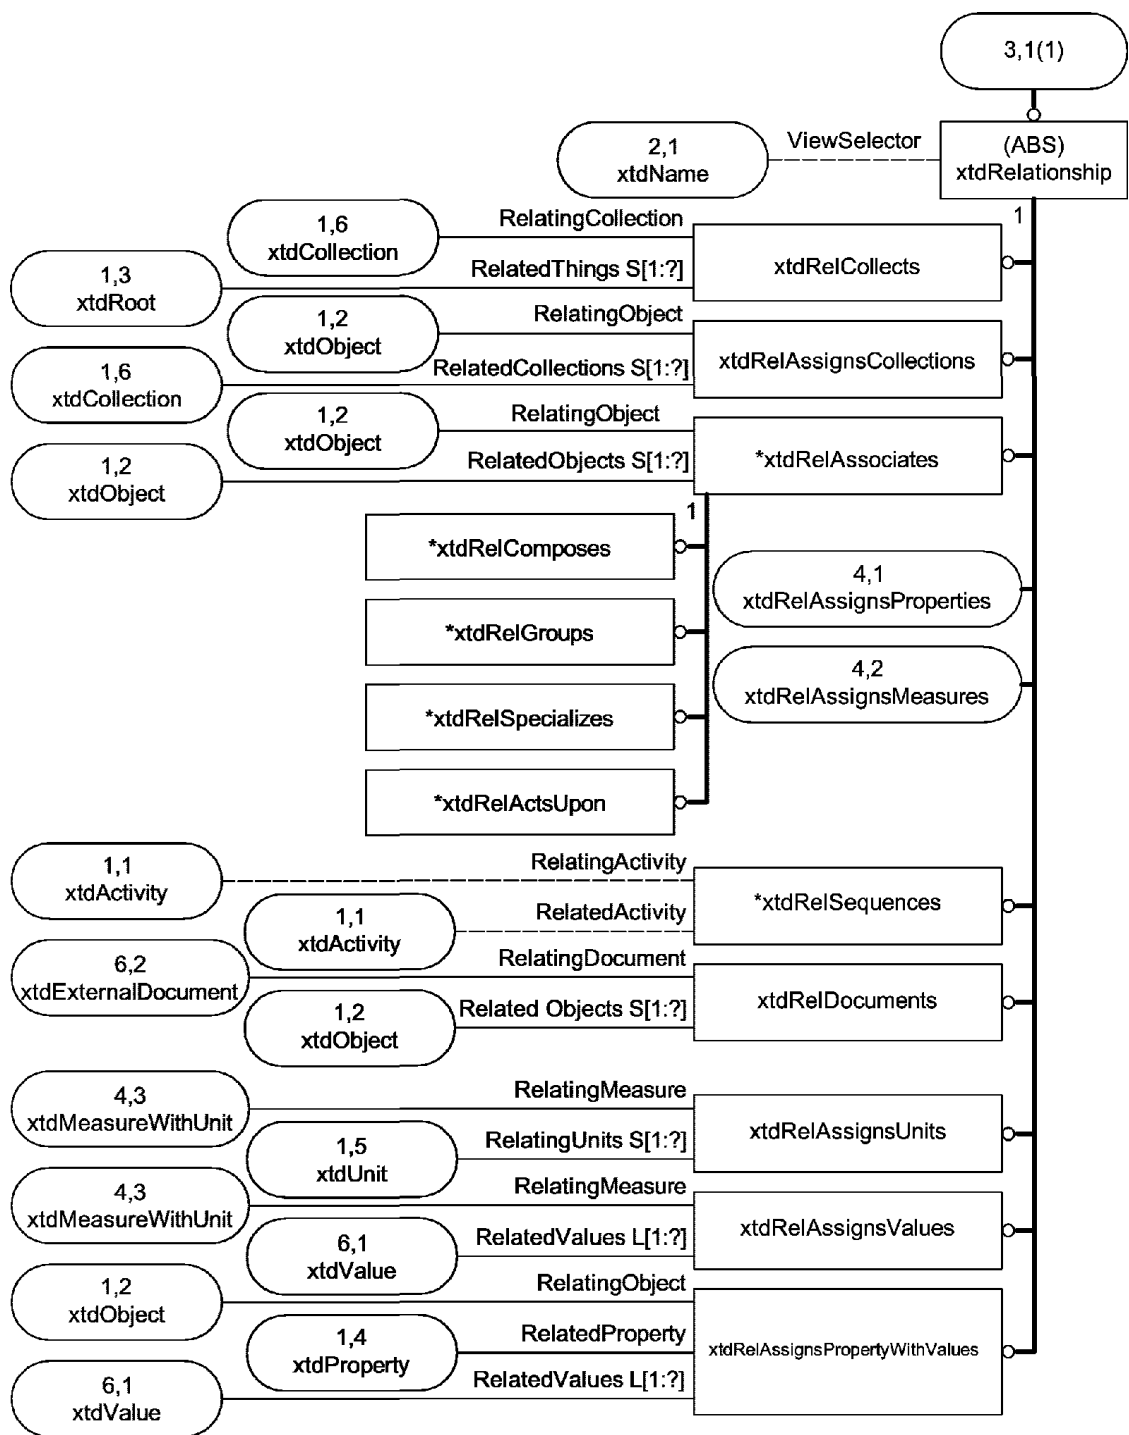 3,1(1)
(ABS)
xtdRelationship
1
ViewSelector
2,1
xtdName
RelatingCollection
1,6
xtdCollection
xtdRelCollects
RelatedThings S[1:?]
1,3
xtdRoot
RelatingObject
1,2
xtdObject
xtdRelAssignsCollections
RelatedCollections S[1:?]
1,6
xtdCollection
RelatingObject
1,2
xtdObject
*xtdRelAssociates
RelatedObjects S[1:?]
1,2
xtdObject
1
*xtdRelComposes
4,1
xtdRelAssignsProperties
*xtdRelGroups
4,2
xtdRelAssignsMeasures
*xtdRelSpecializes
*xtdRelActsUpon
RelatingActivity
1,1
xtdActivity
*xtdRelSequences
RelatedActivity
1,1
xtdActivity
RelatingDocument
6,2
xtdExternalDocument
xtdRelDocuments
Related Objects S[1:?]
1,2
xtdObject
RelatingMeasure
4,3
xtdMeasureWithUnit
xtdRelAssignsUnits
RelatingUnits S[1:?]
1,5
xtdUnit
RelatingMeasure
4,3
xtdMeasureWithUnit
xtdRelAssignsValues
RelatedValues L[1:?]
6,1
xtdValue
RelatingObject
1,2
xtdObject
RelatedProperty
1,4
xtdProperty
xtdRelAssignsPropertyWithValues
RelatedValues L[1:?]
6,1
xtdValue